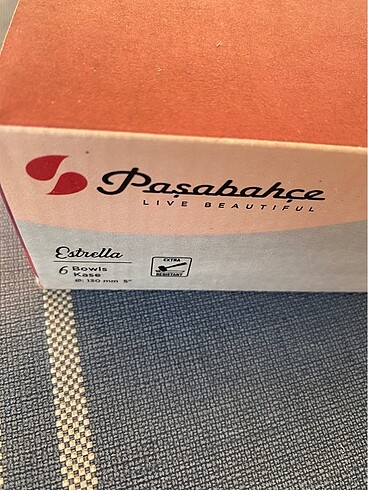 Paşabahçe
LIVE BEAUTIFUL
Estrella
6 Bowls
Kase
Ø: 130 mm 5"
EXTRA
RESISTANT